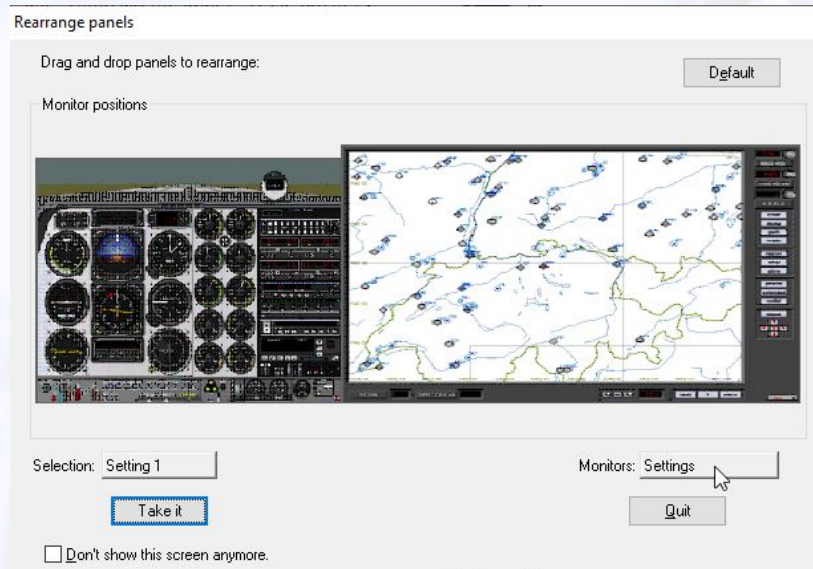 Rearrange panels
Drag and drop panels to rearrange:
Default
Monitor positions
Selection: Setting 1
Monitors: Settings
Take it
Quit
Don't show this screen anymore.